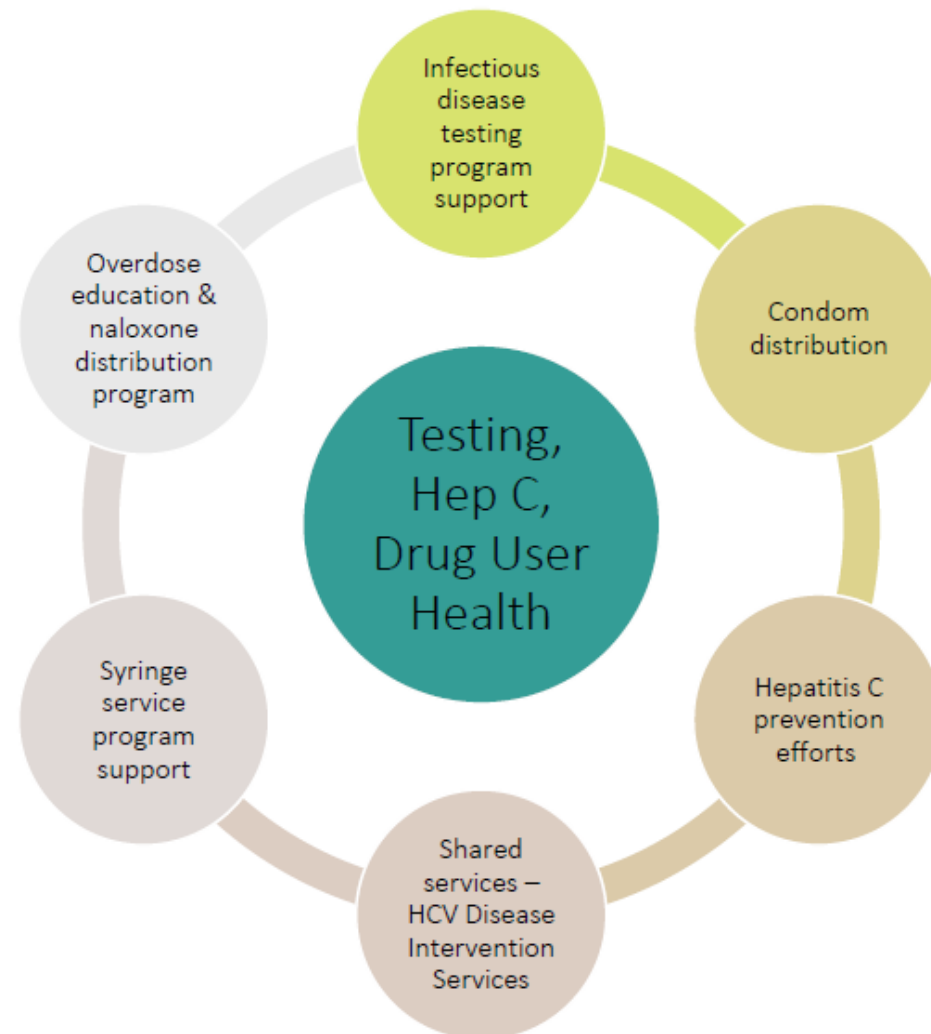 Infectious
disease
testing
program
support
Condom
distribution
Hepatitis C
prevention
efforts
Shared
services –
HCV Disease
Intervention
Services
Syringe
service
program
support
Overdose
education &
naloxone
distribution
program
Testing,
Hep C,
Drug User
Health